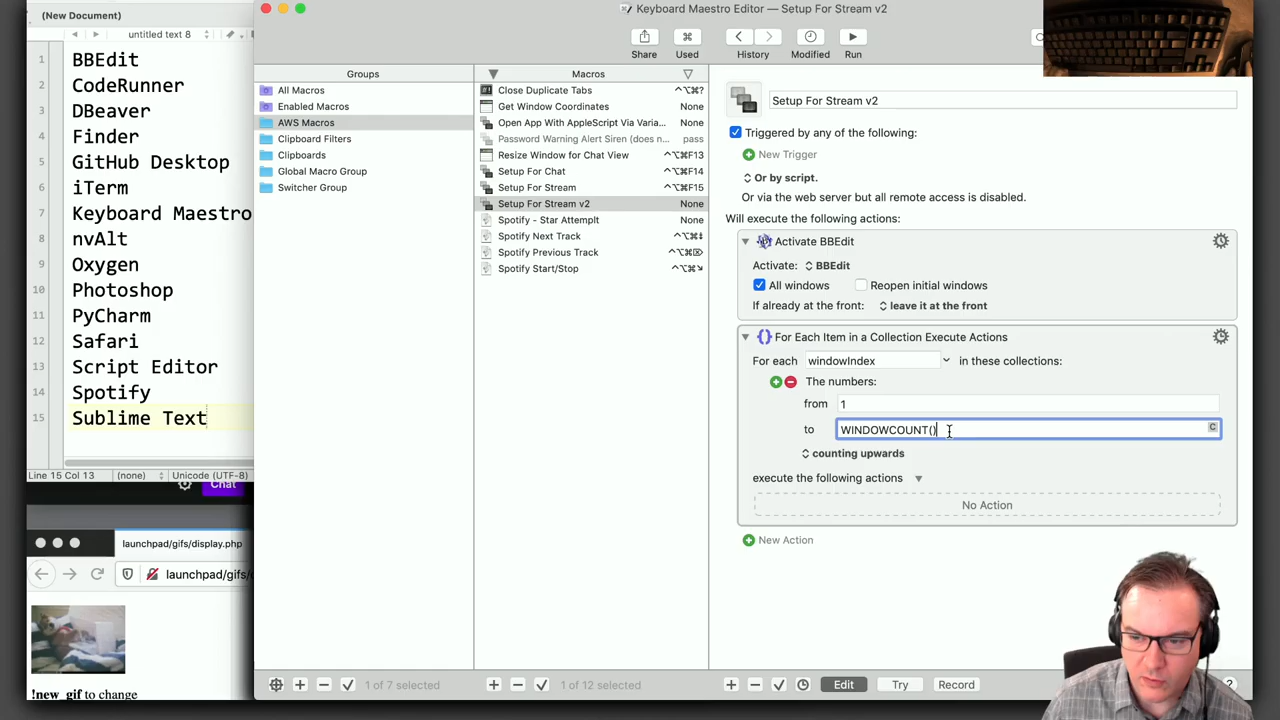 (New Document)
untitled text 8
1 BBEdit
2 CodeRunner
3 DBeaver
4 Finder
5 GitHub Desktop
6 iTerm
7 Keyboard Maestro
8 nvAlt
9 Oxygen
10 Photoshop
11 PyCharm
12 Safari
13 Script Editor
14 Spotify
15 Sublime Text
Line 15 Col 13 (none) Unicode (UTF-8)
Chat
launchpad/gifs/display.php
launchpad/gifs/
!new_gif to change
Keyboard Maestro Editor — Setup For Stream v2
Share Used History Modified Run
Groups
All Macros
Enabled Macros
AWS Macros
Clipboard Filters
Clipboards
Global Macro Group
Switcher Group
Macros
Close Duplicate Tabs ^⌥⌘?
Get Window Coordinates None
Open App With AppleScript Via Varia... None
Password Warning Alert Siren (does n... pass
Resize Window for Chat View ^⌥⌘F13
Setup For Chat ^⌥⌘F14
Setup For Stream ^⌥⌘F15
Setup For Stream v2 None
Spotify - Star AttempIt None
Spotify Next Track ^⌥⌘⇟
Spotify Previous Track ^⌥⌘⌦
Spotify Start/Stop ^⌥⌘↘
Setup For Stream v2
Triggered by any of the following:
New Trigger
Or by script.
Or via the web server but all remote access is disabled.
Will execute the following actions:
Activate BBEdit
Activate: BBEdit
All windows Reopen initial windows
If already at the front: leave it at the front
For Each Item in a Collection Execute Actions
For each windowIndex in these collections:
The numbers:
from 1
to WINDOWCOUNT() C
counting upwards
execute the following actions
No Action
New Action
1 of 7 selected
1 of 12 selected
Edit Try Record ?